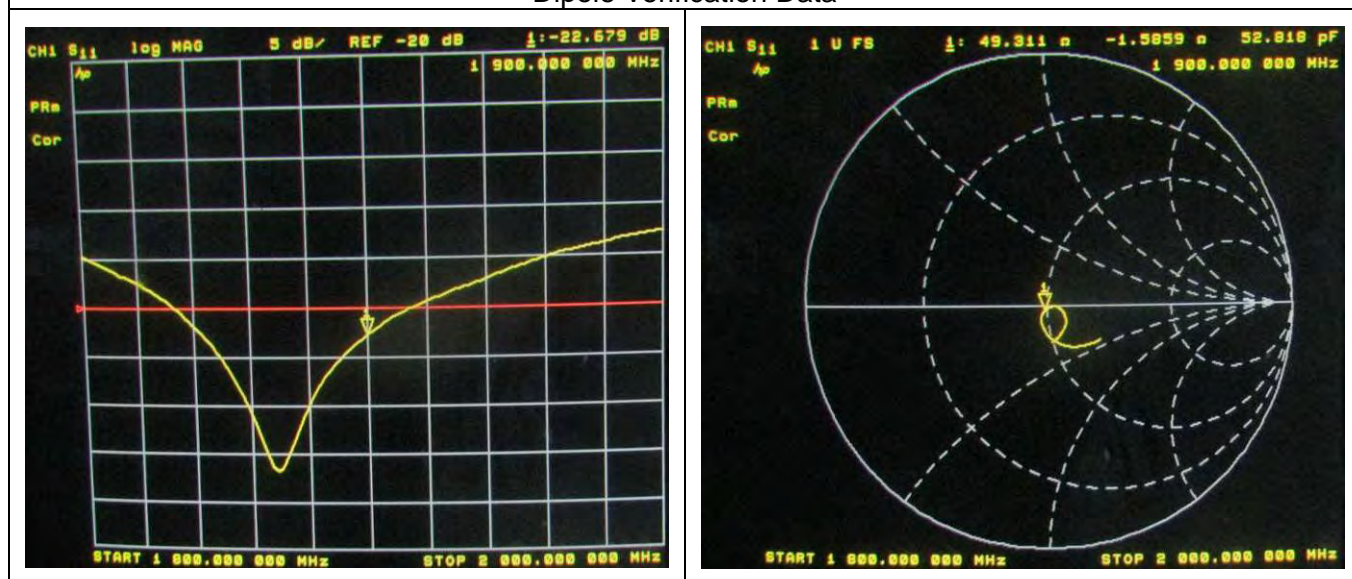 Dipole Verification Data
CH1 S11 log MAG 5 dB/ REF -20 dB 1:-22.679 dB
hp
1 900.000 000 MHz
PRm
Cor
START 1 800.000 000 MHz STOP 2 000.000 000 MHz
CH1 S11 1 U FS 1: 49.311 Ω -1.5859 Ω 52.818 pF
hp
1 900.000 000 MHz
PRm
Cor
1
START 1 800.000 000 MHz STOP 2 000.000 000 MHz